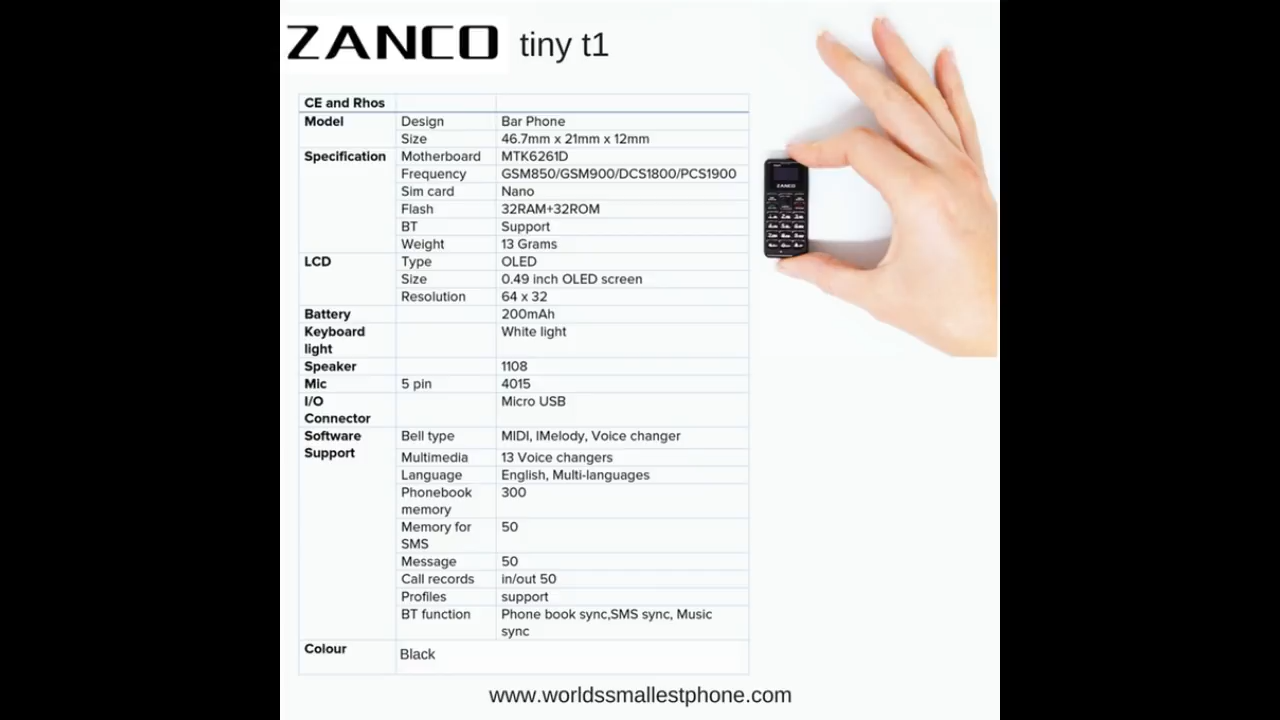 ZANCO tiny t1
CE and Rhos
Model Design Bar Phone
Size 46.7mm x 21mm x 12mm
Specification Motherboard MTK6261D
Frequency GSM850/GSM900/DCS1800/PCS1900
Sim card Nano
Flash 32RAM+32ROM
BT Support
Weight 13 Grams
LCD Type OLED
Size 0.49 inch OLED screen
Resolution 64 x 32
Battery 200mAh
Keyboard White light
light
Speaker 1108
Mic 5 pin 4015
I/O Micro USB
Connector
Software Bell type MIDI, IMelody, Voice changer
Support Multimedia 13 Voice changers
Language English, Multi-languages
Phonebook 300
memory
Memory for 50
SMS
Message 50
Call records in/out 50
Profiles support
BT function Phone book sync,SMS sync, Music
sync
Colour Black
www.worldssmallestphone.com
ZANCO